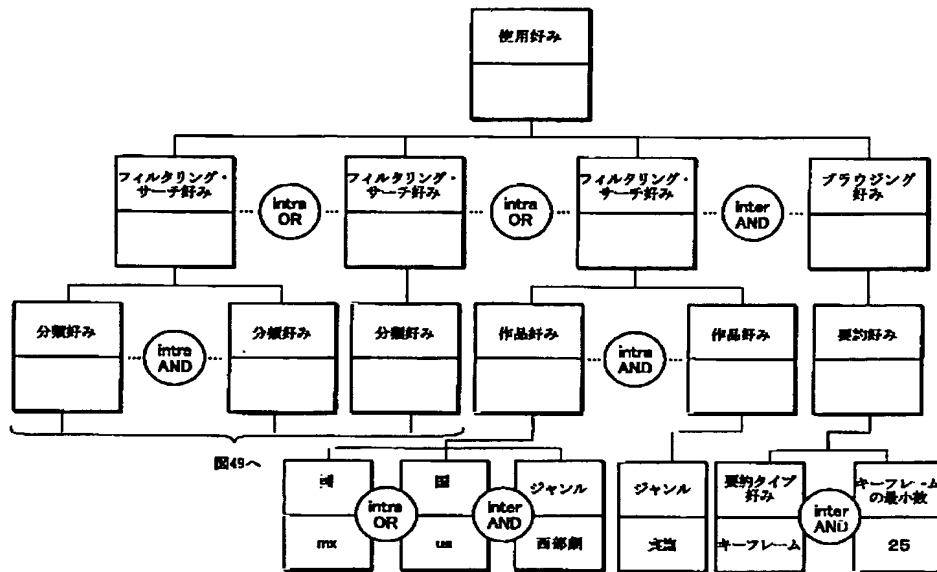 使用好み
フィルタリング・
サーチ好み
intra
OR
フィルタリング・
サーチ好み
intra
OR
フィルタリング・
サーチ好み
inter
AND
ブラウジング
好み
分類好み
intra
AND
分類好み
分類好み
作品好み
intra
AND
作品好み
要約好み
図49へ
国
intra
OR
国
inter
AND
ジャンル
ジャンル
要約タイプ
好み
inter
AND
キーフレーム
の最小数
mx
us
西部劇
キーフレーム
25